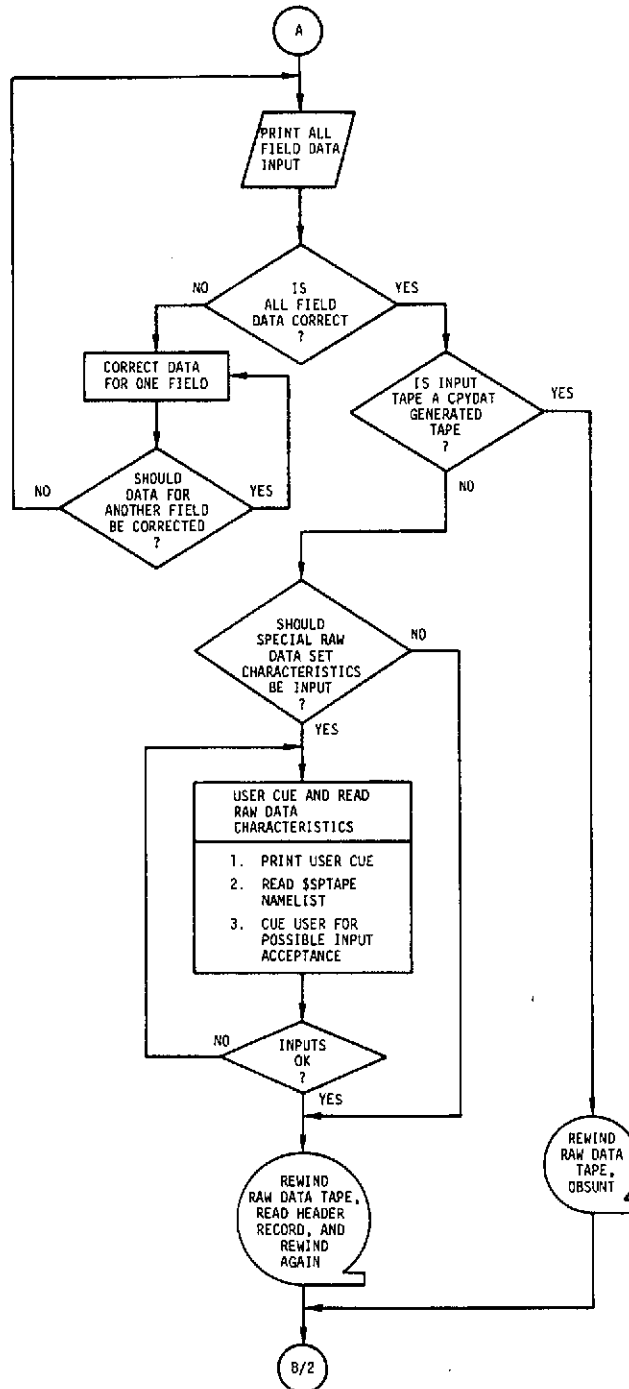 A
PRINT ALL
FIELD DATA
INPUT
NO
IS
ALL FIELD
DATA CORRECT
?
YES
CORRECT DATA
FOR ONE FIELD
IS INPUT
TAPE A CPYDAT
GENERATED
TAPE
?
YES
NO
NO
SHOULD
DATA FOR
ANOTHER FIELD
BE CORRECTED
?
YES
SHOULD
SPECIAL RAW
DATA SET
CHARACTERISTICS
BE INPUT
?
NO
YES
USER CUE AND READ
RAW DATA
CHARACTERISTICS
1. PRINT USER CUE
2. READ $SPTAPE
NAMELIST
3. CUE USER FOR
POSSIBLE INPUT
ACCEPTANCE
NO
INPUTS
OK
?
YES
REWIND
RAW DATA TAPE,
READ HEADER
RECORD, AND
REWIND
AGAIN
REWIND
RAW DATA
TAPE,
OBSUNT
B/2